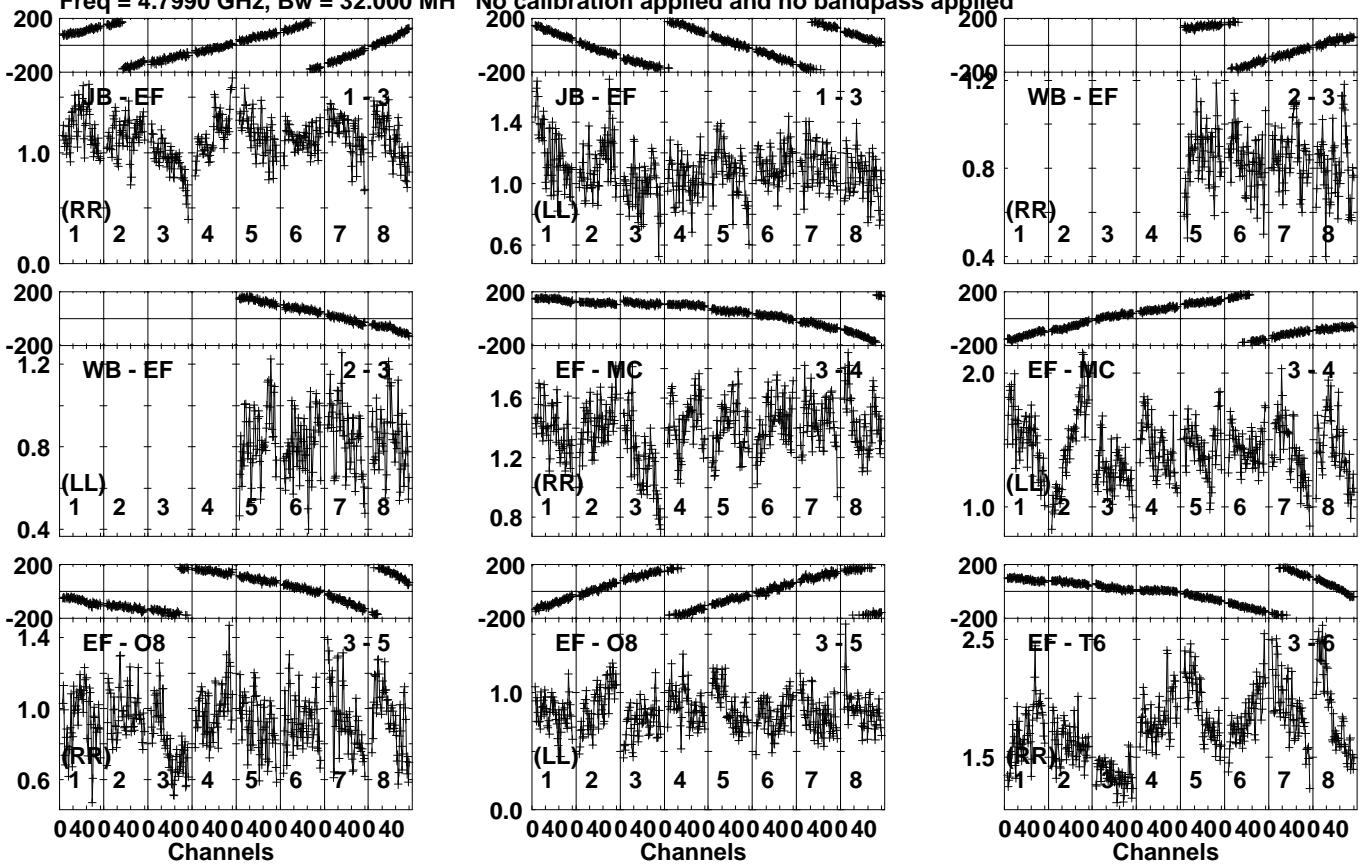 Freq = 4.7990 GHz, Bw = 32.000 MH No calibration applied and no bandpass applied
200
-200
JB - EF 1 - 3
1.0
(RR)
1 2 3 4 5 6 7 8
0.0
JB - EF 1 - 3
1.4
1.0
(LL)
0.6
1 2 3 4 5 6 7 8
200
-200
1.2
WB - EF 2 - 3
0.8
(RR)
1 2 3 4 5 6 7 8
0.4
200
-200
1.2
WB - EF 2 - 3
0.8
(LL)
1 2 3 4 5 6 7 8
0.4
EF - MC 3 - 4
1.6
1.2
(RR)
0.8
1 2 3 4 5 6 7 8
200
-200
2.0
EF - MC 3 - 4
(LL)
1.0
1 2 3 4 5 6 7 8
200
-200
1.4
EF - O8 3 - 5
1.0
(RR)
0.6
1 2 3 4 5 6 7 8
0 40 0 40 0 40 0 40 0 40 0 40 0 40 0 40
Channels
EF - O8 3 - 5
1.0
(LL)
1 2 3 4 5 6 7 8
0.0
0 40 0 40 0 40 0 40 0 40 0 40 0 40 0 40
Channels
200
-200
2.5
EF - T6 3 - 6
1.5
(RR)
1 2 3 4 5 6 7 8
0 40 0 40 0 40 0 40 0 40 0 40 0 40 0 40
Channels